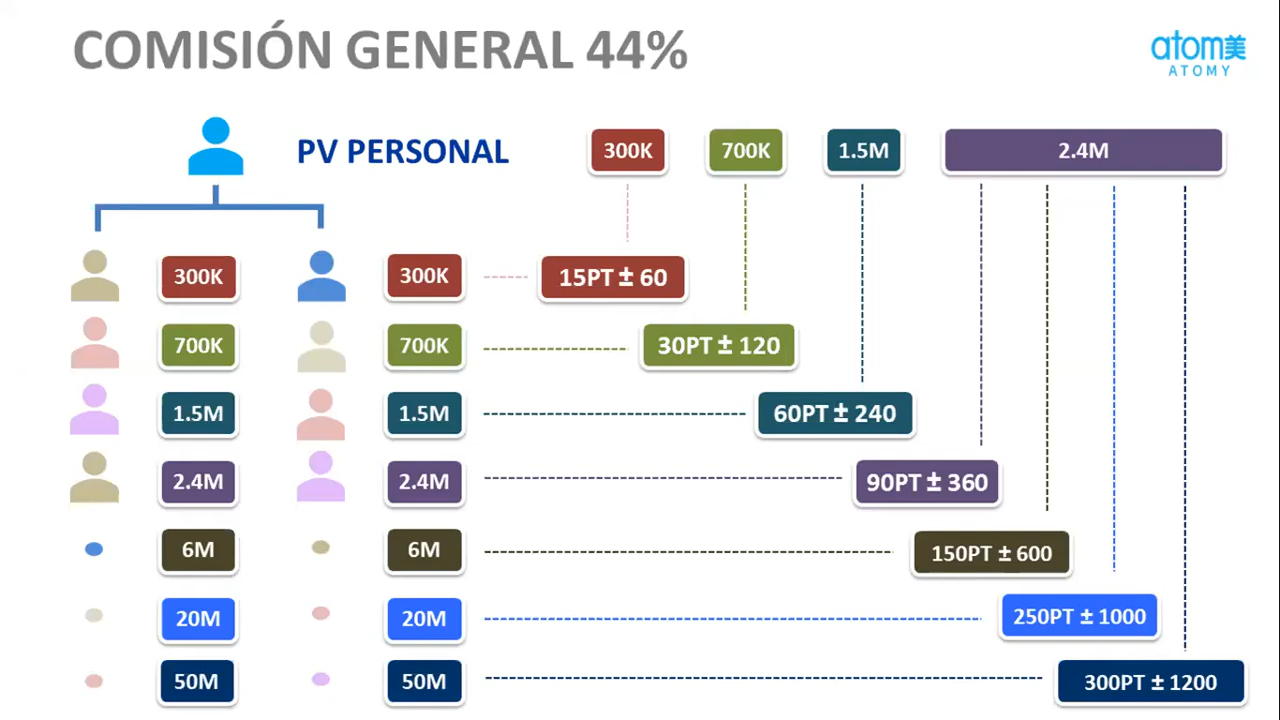 COMISIÓN GENERAL 44%
atom美
ATOMY
PV PERSONAL 300K 700K 1.5M 2.4M
300K 300K 15PT ± 60
700K 700K 30PT ± 120
1.5M 1.5M 60PT ± 240
2.4M 2.4M 90PT ± 360
6M 6M 150PT ± 600
20M 20M 250PT ± 1000
50M 50M 300PT ± 1200